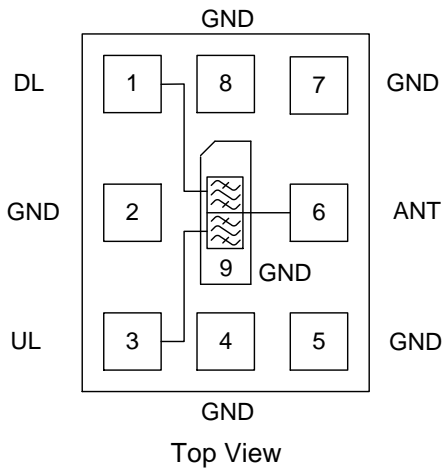 GND
DL 1 8 7 GND
GND 2 6 ANT
9 GND
UL 3 4 5 GND
GND
Top View